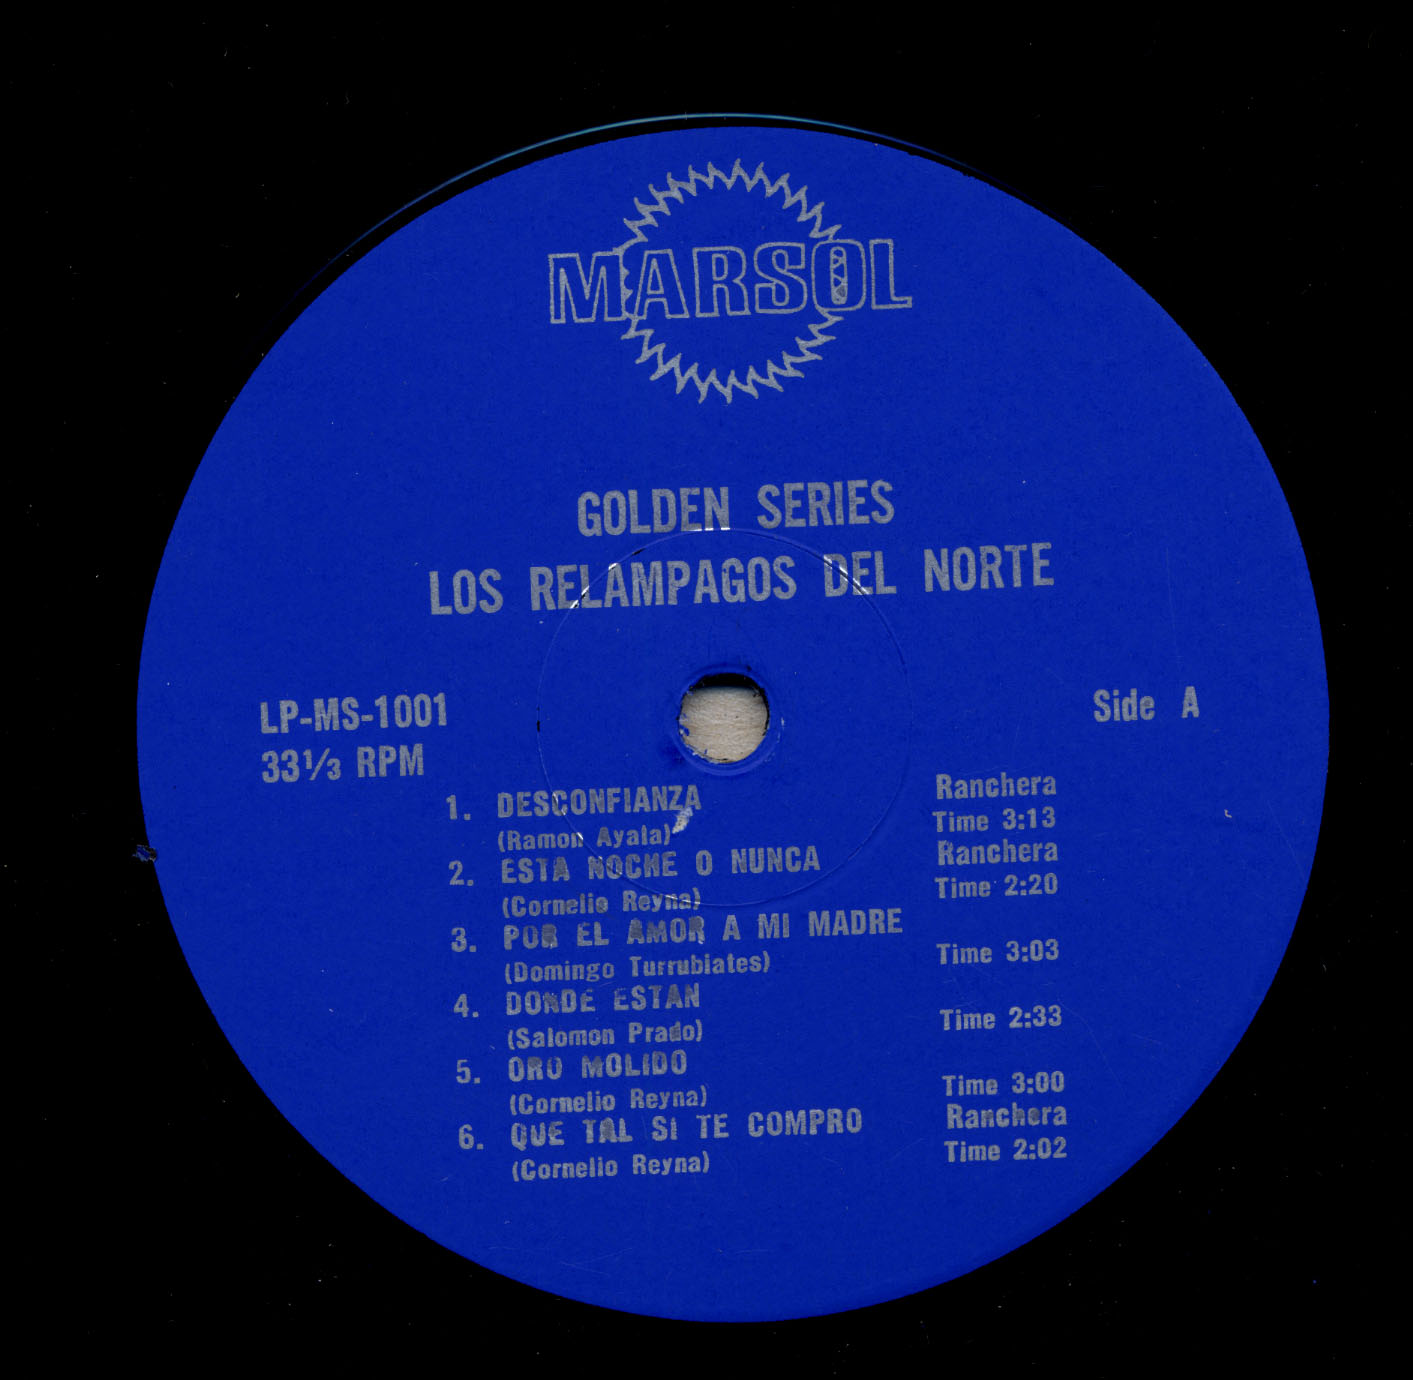 MARSOL
GOLDEN SERIES
LOS RELAMPAGOS DEL NORTE
LP-MS-1001
Side A
33⅓ RPM
1. DESCONFIANZA Ranchera
(Ramon Ayala) Time 3:13
2. ESTA NOCHE O NUNCA Ranchera
(Cornelio Reyna) Time 2:20
3. POR EL AMOR A MI MADRE
(Domingo Turrubiates) Time 3:03
4. DONDE ESTAN
(Salomon Prado) Time 2:33
5. ORO MOLIDO
(Cornelio Reyna) Time 3:00
6. QUE TAL SI TE COMPRO Ranchera
(Cornelio Reyna) Time 2:02